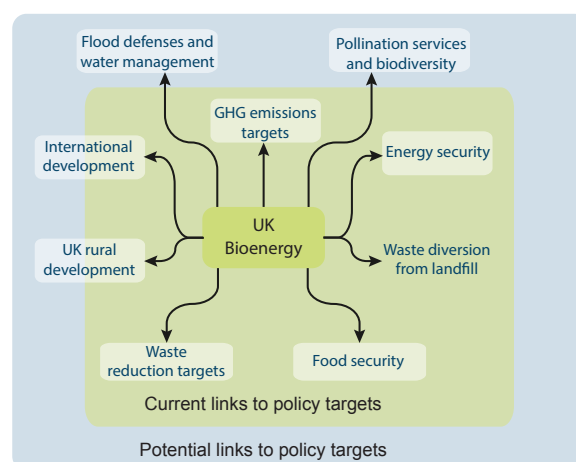 Flood defenses and
water management
Pollination services
and biodiversity
GHG emissions
targets
International
development
Energy security
UK
Bioenergy
UK rural
development
Waste diversion
from landfill
Waste
reduction targets
Food security
Current links to policy targets
Potential links to policy targets